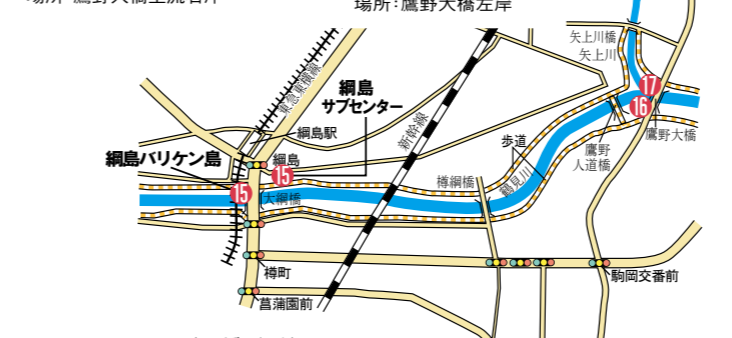 場所:鷹野大橋左岸
矢上川橋
矢上川
17
16
鷹野大橋
鷹野
人道橋
歩道
鶴見川
樽綱橋
新幹線
東急東横線
綱島
サブセンター
綱島駅
綱島
15
綱島バリケン島
15
大綱橋
樽町
菖蒲園前
駒岡交番前